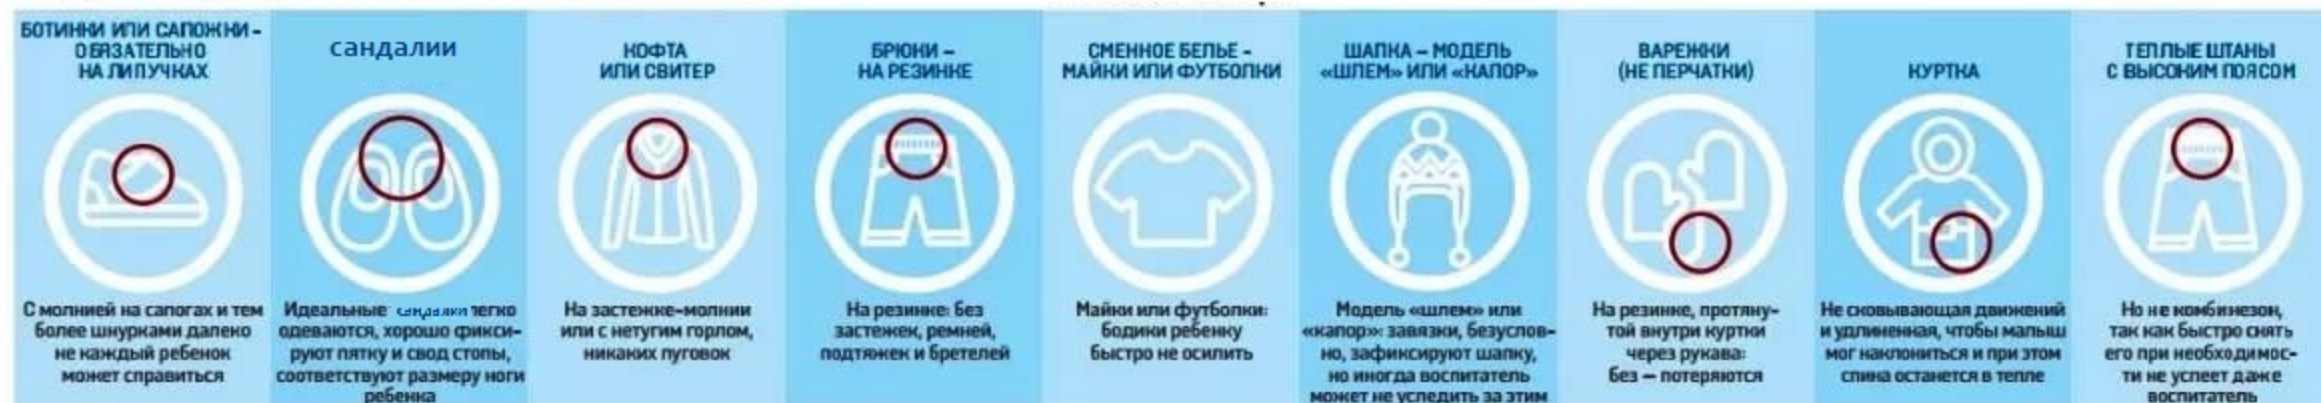 БОТИНКИ ИЛИ САПОЖКИ -
ОБЯЗАТЕЛЬНО
НА ЛИПУЧКАХ
С молнией на сапогах и тем
более шнурками далеко
не каждый ребенок
может справиться
сандалии
Идеальные сандалики легко
одеваются, хорошо фикси-
руют пятку и свод стопы,
соответствуют размеру ноги
ребенка
КОФТА
ИЛИ СВИТЕР
На застежке-молнии
или с нетугим горлом,
никаких пуговок
БРЮКИ –
НА РЕЗИНКЕ
На резинке: без
застежек, ремней,
подтяжек и бретелей
СМЕННОЕ БЕЛЬЕ -
МАЙКИ ИЛИ ФУТБОЛКИ
Майки или футболки:
бодики ребенку
быстро не осилить
ШАПКА – МОДЕЛЬ
«ШЛЕМ» ИЛИ «КАПОР»
Модель «шлем» или
«капор»: завязки, безуслов-
но, зафиксируют шапку,
но иногда воспитатель
может не уследить за этим
ВАРЕЖКИ
(НЕ ПЕРЧАТКИ)
На резинке, протяну-
той внутри куртки
через рукава:
без – потеряются
КУРТКА
Не сковывающая движений
и удлиненная, чтобы малыш
мог наклониться и при этом
спина останется в тепле
ТЕПЛЫЕ ШТАНЫ
С ВЫСОКИМ ПОЯСОМ
Но не комбинезон,
так как быстро снять
его при необходимос-
ти не успеет даже
воспитатель